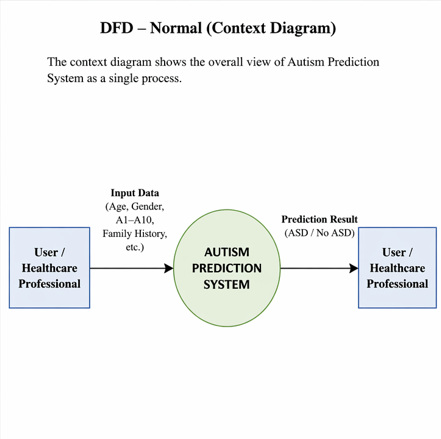 DFD – Normal (Context Diagram)
The context diagram shows the overall view of Autism Prediction
System as a single process.
Input Data
(Age, Gender,
A1–A10,
Family History,
etc.)
Prediction Result
(ASD / No ASD)
User /
Healthcare
Professional
AUTISM
PREDICTION
SYSTEM
User /
Healthcare
Professional